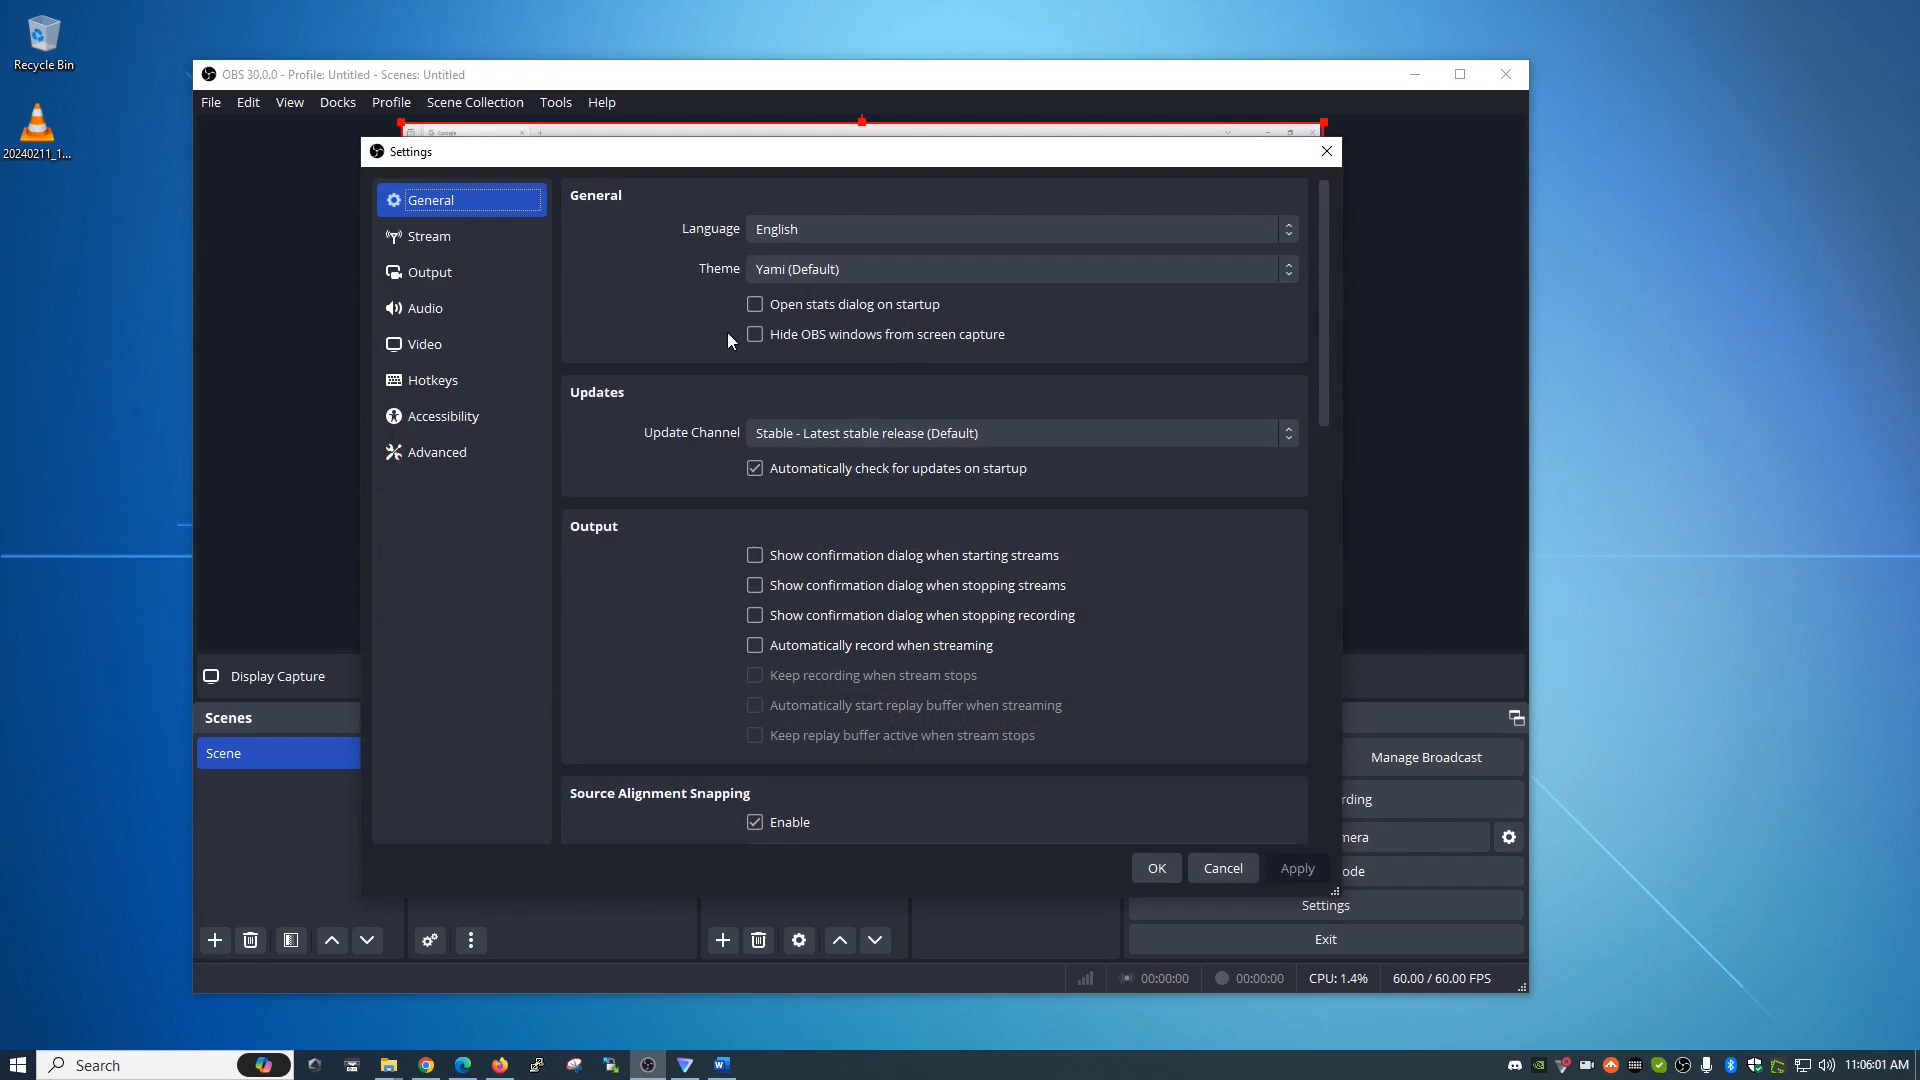 Recycle Bin
20240211_1...
OBS 30.0.0 - Profile: Untitled - Scenes: Untitled
File Edit View Docks Profile Scene Collection Tools Help
Google
Settings
General
Stream
Output
Audio
Video
Hotkeys
Accessibility
Advanced
General
Language English
Theme Yami (Default)
Open stats dialog on startup
Hide OBS windows from screen capture
Updates
Update Channel Stable - Latest stable release (Default)
Automatically check for updates on startup
Output
Show confirmation dialog when starting streams
Show confirmation dialog when stopping streams
Show confirmation dialog when stopping recording
Automatically record when streaming
Keep recording when stream stops
Automatically start replay buffer when streaming
Keep replay buffer active when stream stops
Source Alignment Snapping
Enable
OK Cancel Apply
Display Capture
Scenes
Scene
Manage Broadcast
rding
mera
ode
Settings
Exit
00:00:00 00:00:00 CPU: 1.4% 60.00 / 60.00 FPS
Search
11:06:01 AM